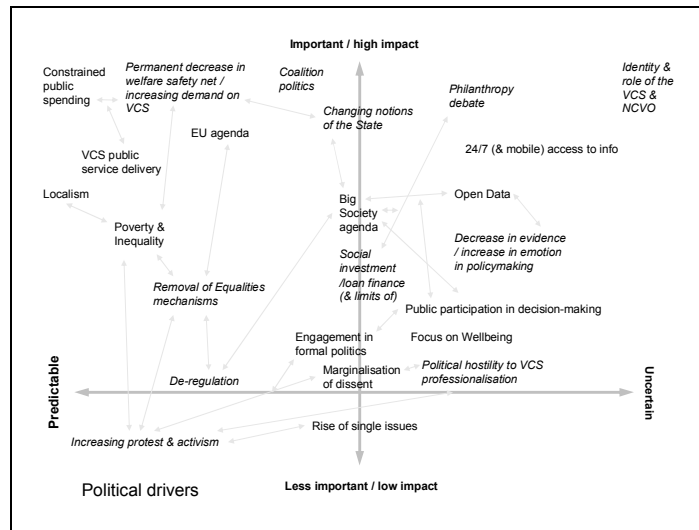 Important / high impact
Constrained
public
spending
Permanent decrease in
welfare safety net /
increasing demand on
VCS
Coalition
politics
Changing notions
of the State
Philanthropy
debate
Identity &
role of the
VCS &
NCVO
EU agenda
24/7 (& mobile) access to info
VCS public
service delivery
Localism
Poverty &
Inequality
Big
Society
agenda
Open Data
Decrease in evidence
/ increase in emotion
in policymaking
Social
investment
/loan finance
(& limits of)
Removal of Equalities
mechanisms
Public participation in decision-making
Engagement in
formal politics
Focus on Wellbeing
De-regulation
Marginalisation
of dissent
Political hostility to VCS
professionalisation
Predictable
Uncertain
Increasing protest & activism
Rise of single issues
Political drivers
Less important / low impact